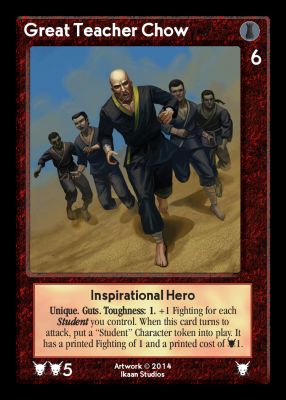 Great Teacher Chow
6
Inspirational Hero
Unique. Guts. Toughness: 1. +1 Fighting for each
Student you control. When this card turns to
attack, put a "Student" Character token into play. It
has a printed Fighting of 1 and a printed cost of 1.
5
Artwork © 2014
Ikaan Studios